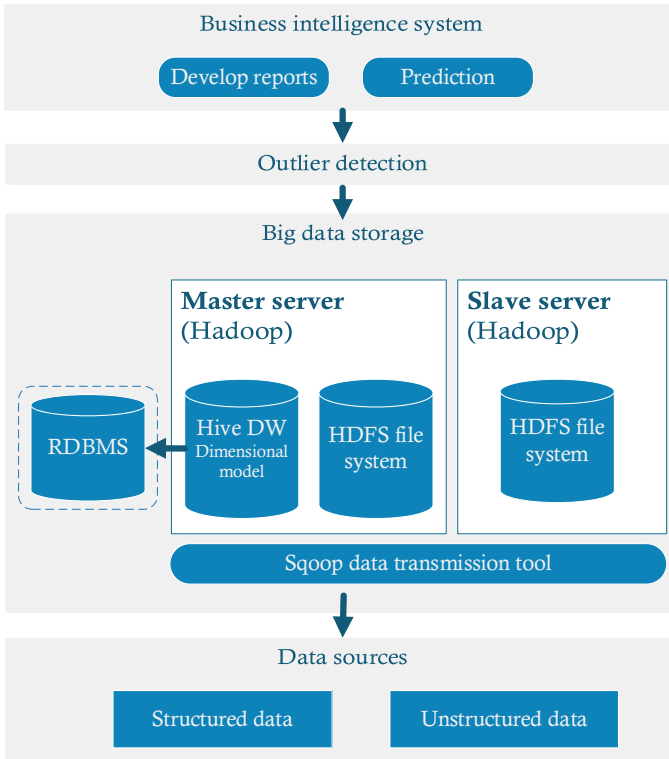 Business intelligence system
Develop reports
Prediction
Outlier detection
Big data storage
Master server
(Hadoop)
Slave server
(Hadoop)
RDBMS
Hive DW
Dimensional
model
HDFS file
system
HDFS file
system
Sqoop data transmission tool
Data sources
Structured data
Unstructured data